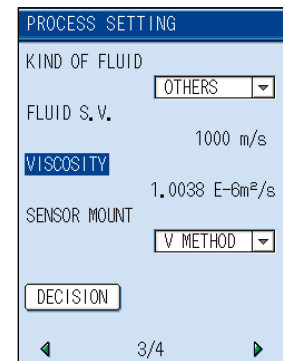 PROCESS SETTING
KIND OF FLUID
OTHERS
FLUID S.V.
1000 m/s
VISCOSITY
1.0038 E-6m²/s
SENSOR MOUNT
V METHOD
DECISION
3/4